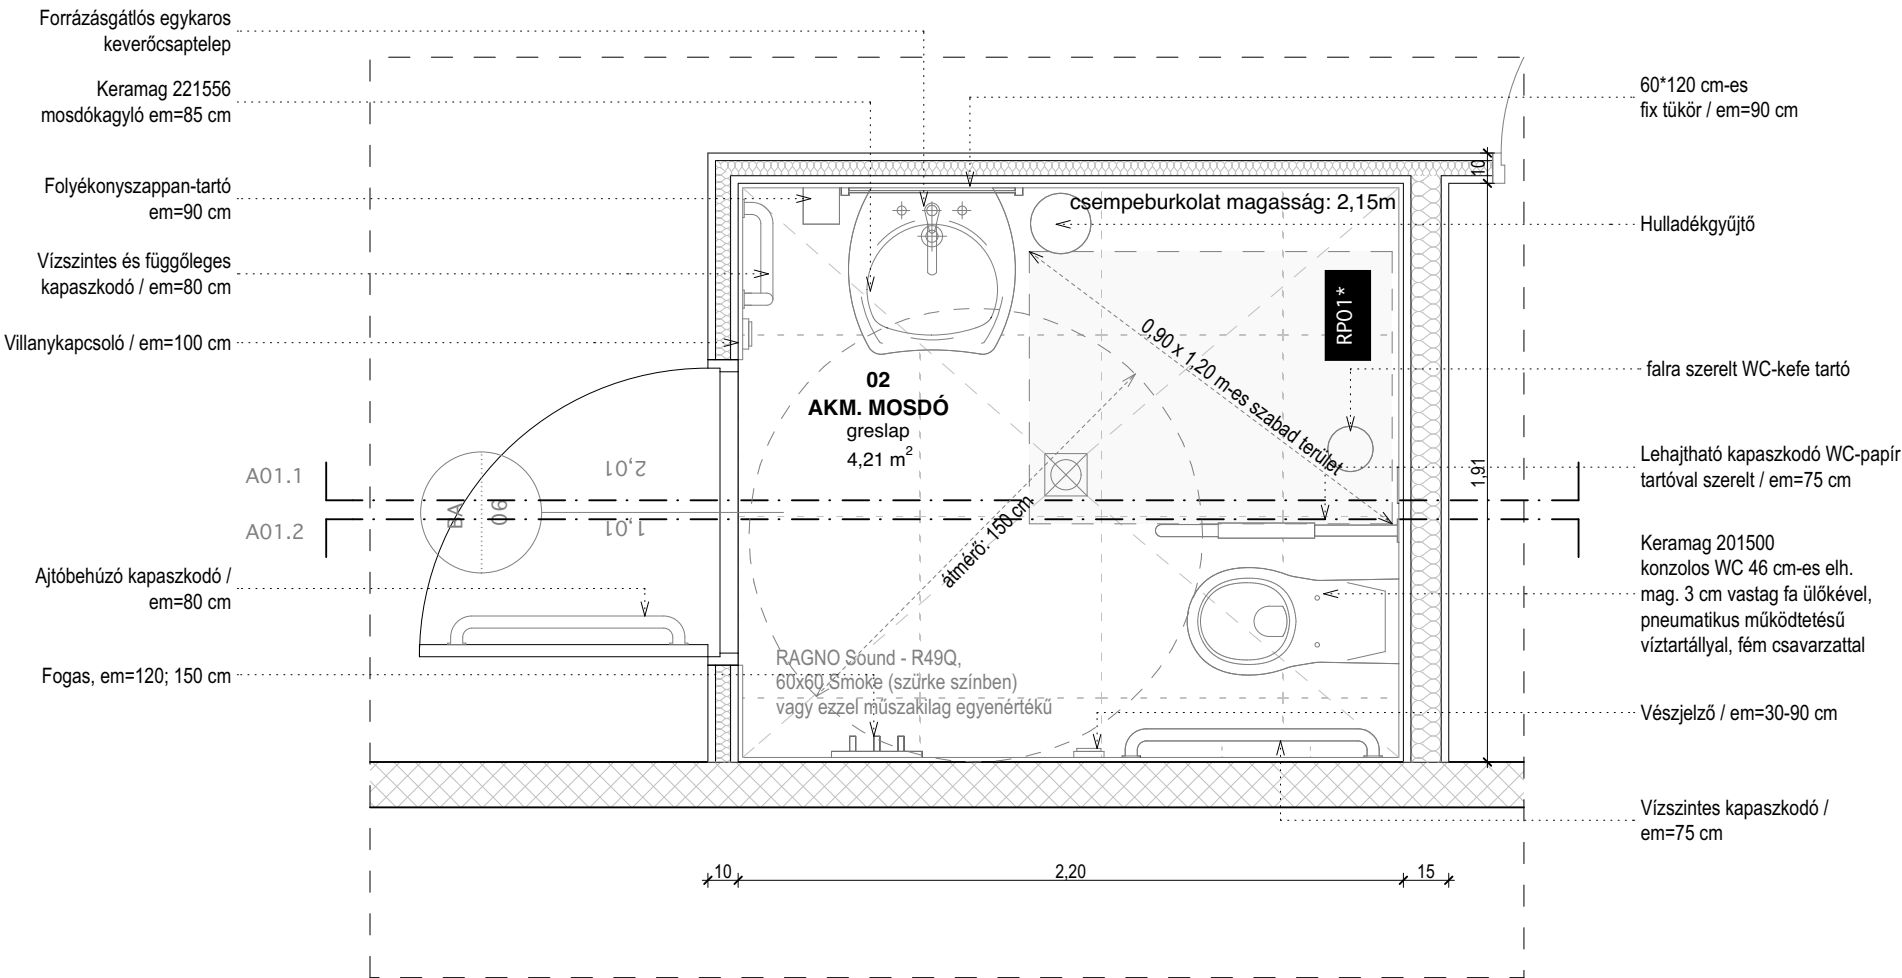 Forrázásgátlós egykaros
keverőcsaptelep
Keramag 221556
mosdókagyló em=85 cm
Folyékonyszappan-tartó
em=90 cm
Vízszintes és függőleges
kapaszkodó / em=80 cm
Villanykapcsoló / em=100 cm
A01.1
A01.2
Ajtóbehúzó kapaszkodó /
em=80 cm
Fogas, em=120; 150 cm
BA
06
2,01
1,01
csempeburkolat magasság: 2,15m
RP01*
0,90 x 1,20 m-es szabad terület
02
AKM. MOSDÓ
greslap
4,21 m²
átmérő: 150 cm
RAGNO Sound - R49Q,
60x60 Smoke (szürke színben)
vagy ezzel műszakilag egyenértékű
10
2,20
15
10
1,91
60*120 cm-es
fix tükör / em=90 cm
Hulladékgyűjtő
falra szerelt WC-kefe tartó
Lehajtható kapaszkodó WC-papír
tartóval szerelt / em=75 cm
Keramag 201500
konzolos WC 46 cm-es elh.
mag. 3 cm vastag fa ülőkével,
pneumatikus működtetésű
víztartállyal, fém csavarzattal
Vészjelző / em=30-90 cm
Vízszintes kapaszkodó /
em=75 cm